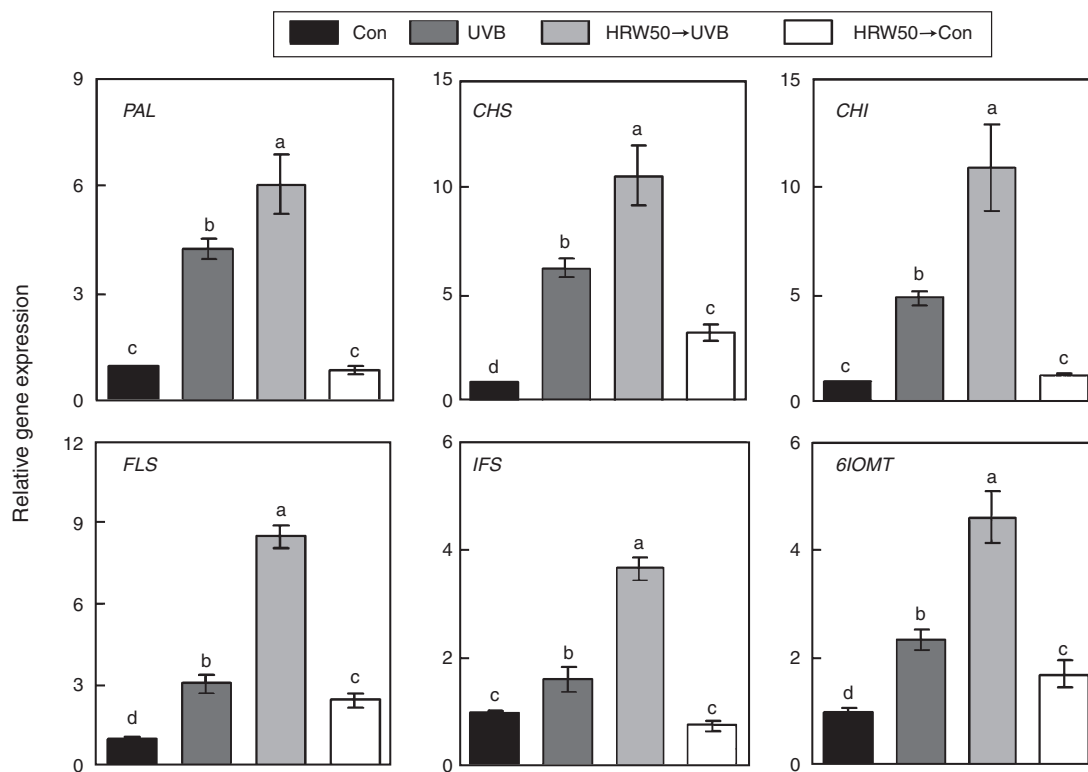 Con UVB HRW50→UVB HRW50→Con
Relative gene expression
9
6
3
0
PAL
c
b
a
c
15
10
5
0
CHS
d
b
a
c
15
10
5
0
CHI
c
b
a
c
12
9
6
3
0
FLS
d
b
a
c
6
4
2
0
IFS
c
b
a
c
6
4
2
0
6IOMT
d
b
a
c